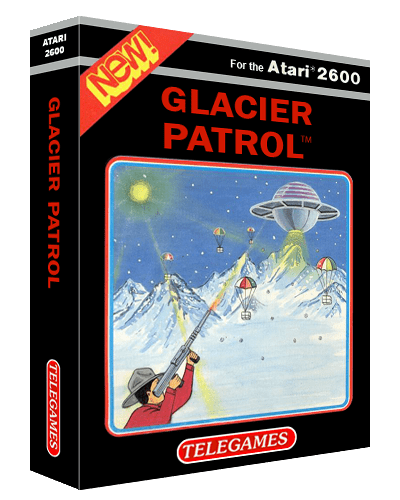 ATARI
2600
GLACIER PATROL
TELEGAMES
NEW!
For the Atari® 2600
GLACIER
PATROL™
TELEGAMES